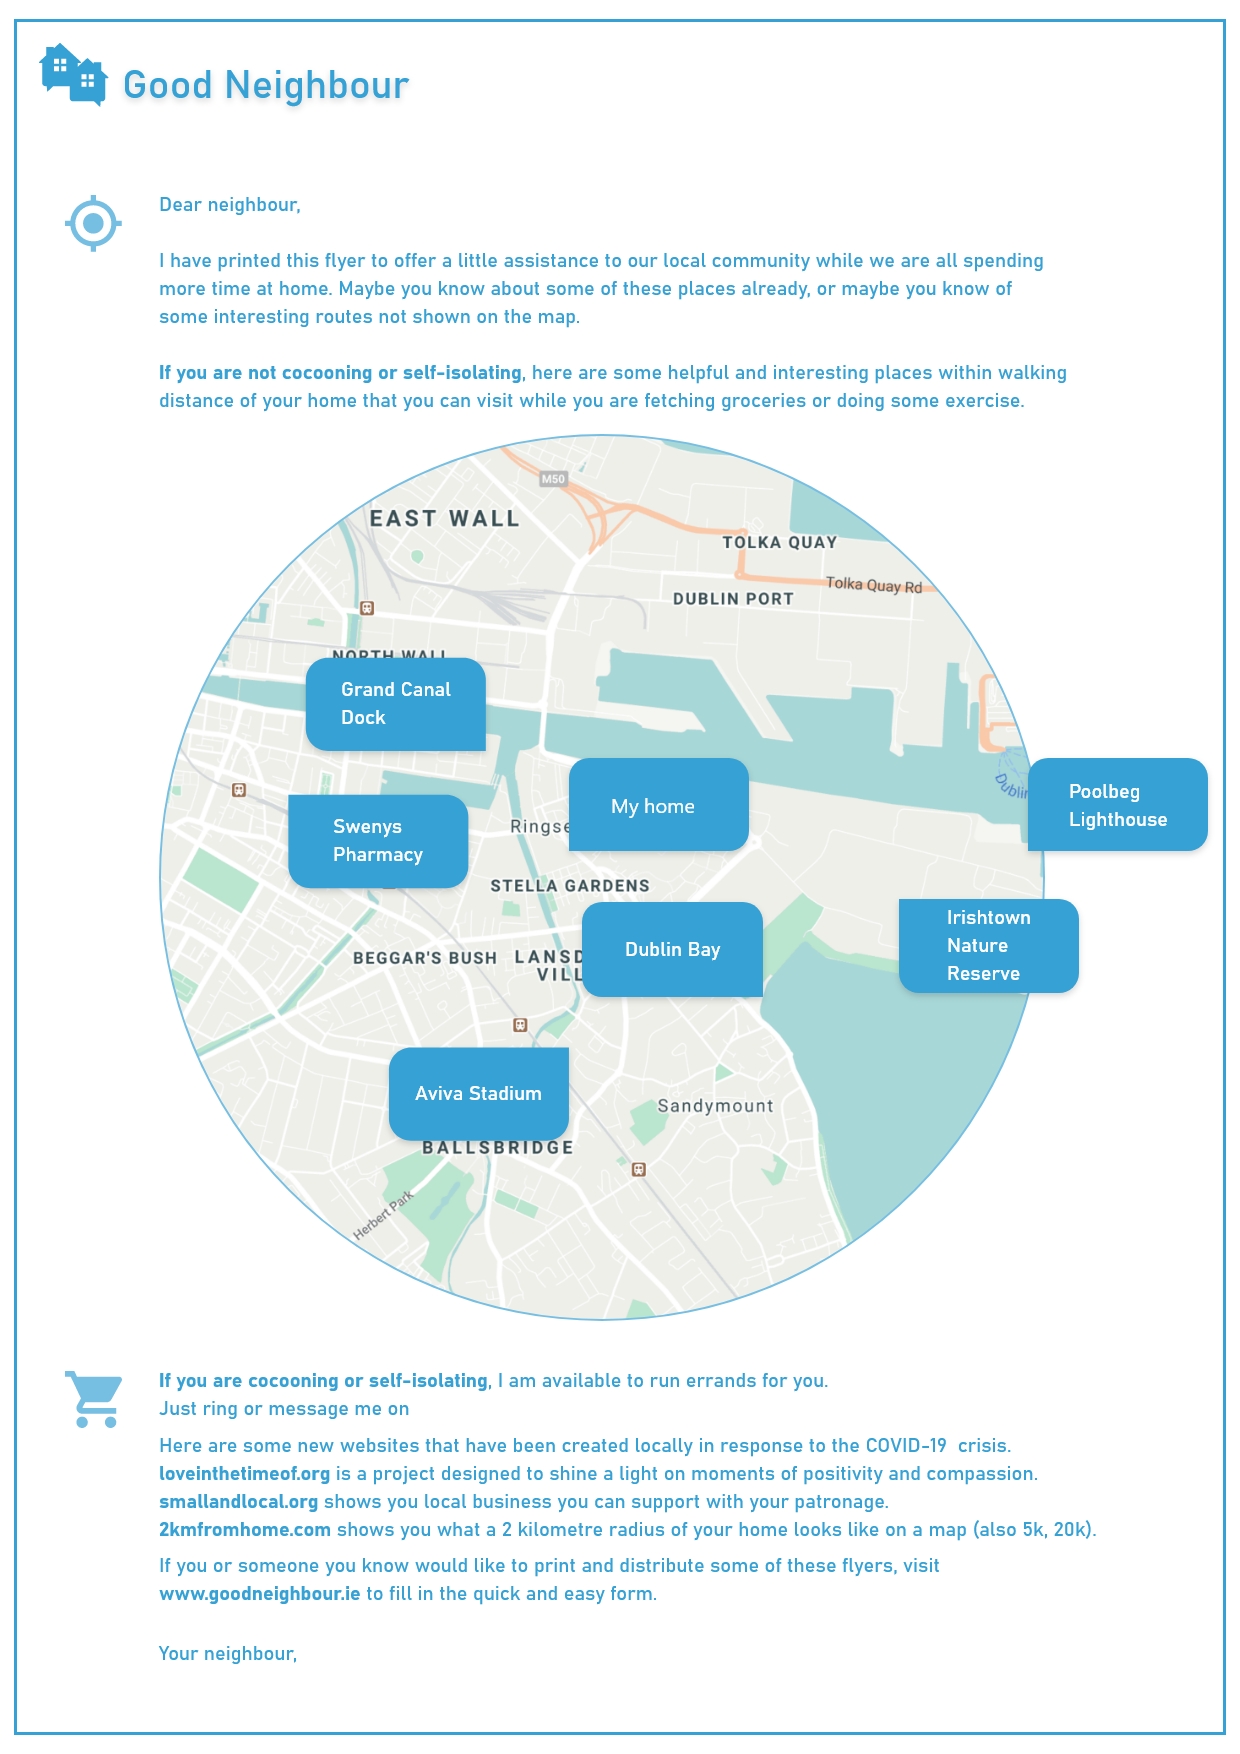 Good Neighbour
Dear neighbour,
I have printed this flyer to offer a little assistance to our local community while we are all spending
more time at home. Maybe you know about some of these places already, or maybe you know of
some interesting routes not shown on the map.
If you are not cocooning or self-isolating, here are some helpful and interesting places within walking
distance of your home that you can visit while you are fetching groceries or doing some exercise.
M50
EAST WALL
TOLKA QUAY
Tolka Quay Rd
DUBLIN PORT
NORTH WALL
Grand Canal
Dock
My home
Dublin
Poolbeg
Lighthouse
Swenys
Pharmacy
Ringse
STELLA GARDENS
Irishtown
Nature
Reserve
Dublin Bay
BEGGAR'S BUSH
LANSD
VILL
Aviva Stadium
Sandymount
BALLSBRIDGE
Herbert Park
If you are cocooning or self-isolating, I am available to run errands for you.
Just ring or message me on
Here are some new websites that have been created locally in response to the COVID-19 crisis.
loveinthetimeof.org is a project designed to shine a light on moments of positivity and compassion.
smallandlocal.org shows you local business you can support with your patronage.
2kmfromhome.com shows you what a 2 kilometre radius of your home looks like on a map (also 5k, 20k).
If you or someone you know would like to print and distribute some of these flyers, visit
www.goodneighbour.ie to fill in the quick and easy form.
Your neighbour,